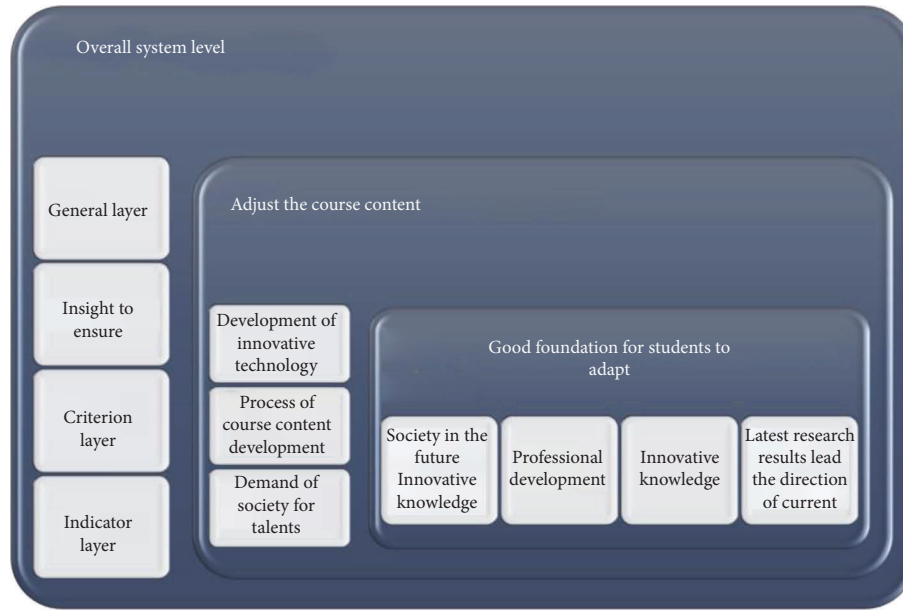 Overall system level
General layer
Insight to
ensure
Criterion
layer
Indicator
layer
Adjust the course content
Development of
innovative
technology
Process of
course content
development
Demand of
society for
talents
Good foundation for students to
adapt
Society in the
future
Innovative
knowledge
Professional
development
Innovative
knowledge
Latest research
results lead
the direction
of current